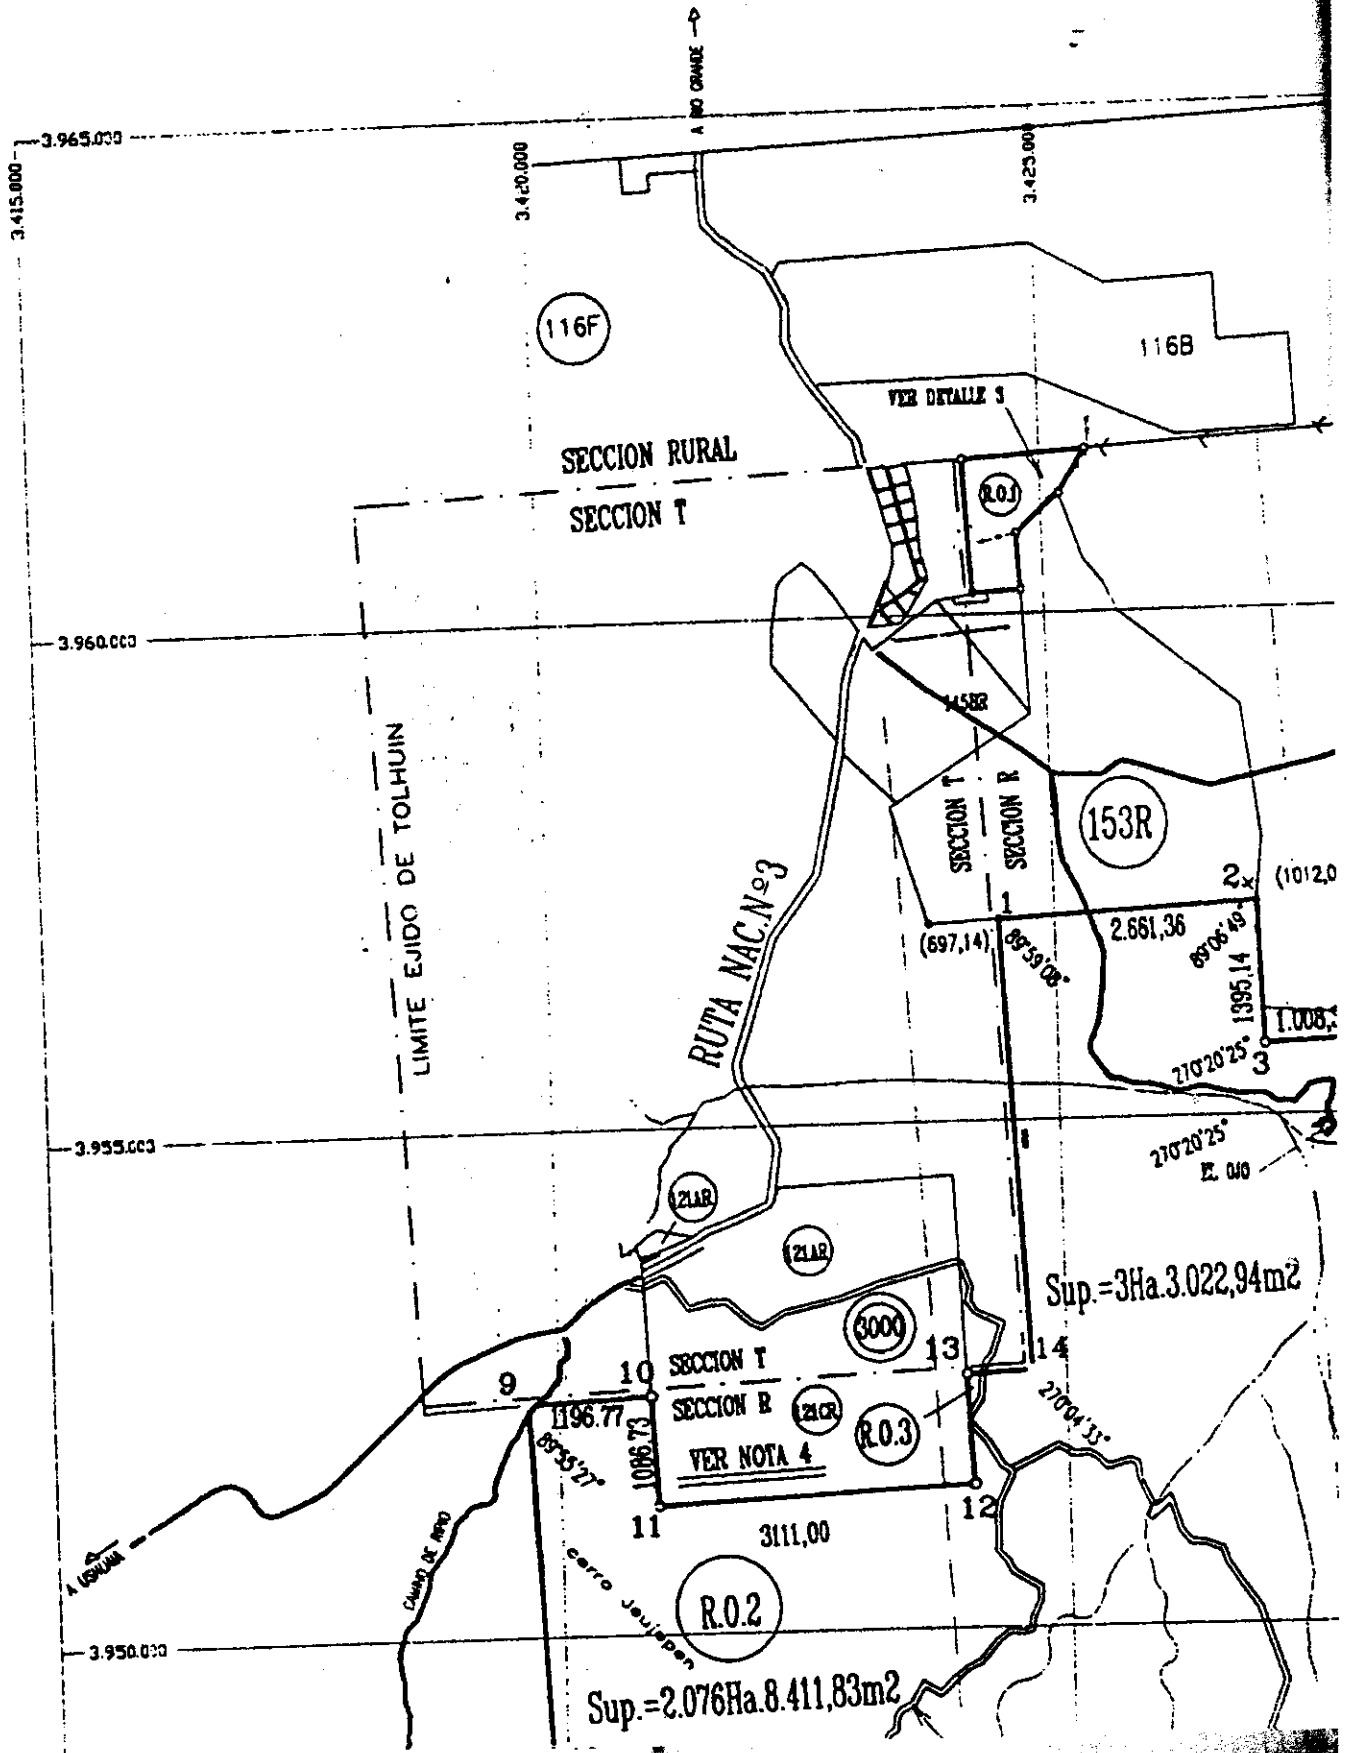 A RIO GRANDE
3.965.000
3.415.000
3.420.000
3.425.000
116F
116B
VER DETALLE 3
SECCION RURAL
SECCION T
R.O.1
3.960.000
145BR
LIMITE EJIDO DE TOLHUIN
SECCION T
SECCION R
153R
RUTA NAC.Nº3
1
2
(1012,0
(697,14)
2.661,36
89°59'08"
89°06'49"
1395,14
1.008,
3
270°20'25"
270°20'25"
3.955.000
121AR
121AR
Sup.=3Ha.3.022,94m2
3000
13
14
SECCION T
9
10
1196.77
SECCION R
121CR
R.O.3
270°04'33"
89°55'27"
1086.73
VER NOTA 4
11
12
3111,00
A USHUAIA
CAMINO DE RIPIO
cerro Jeujepen
R.O.2
3.950.000
Sup.=2.076Ha.8.411,83m2